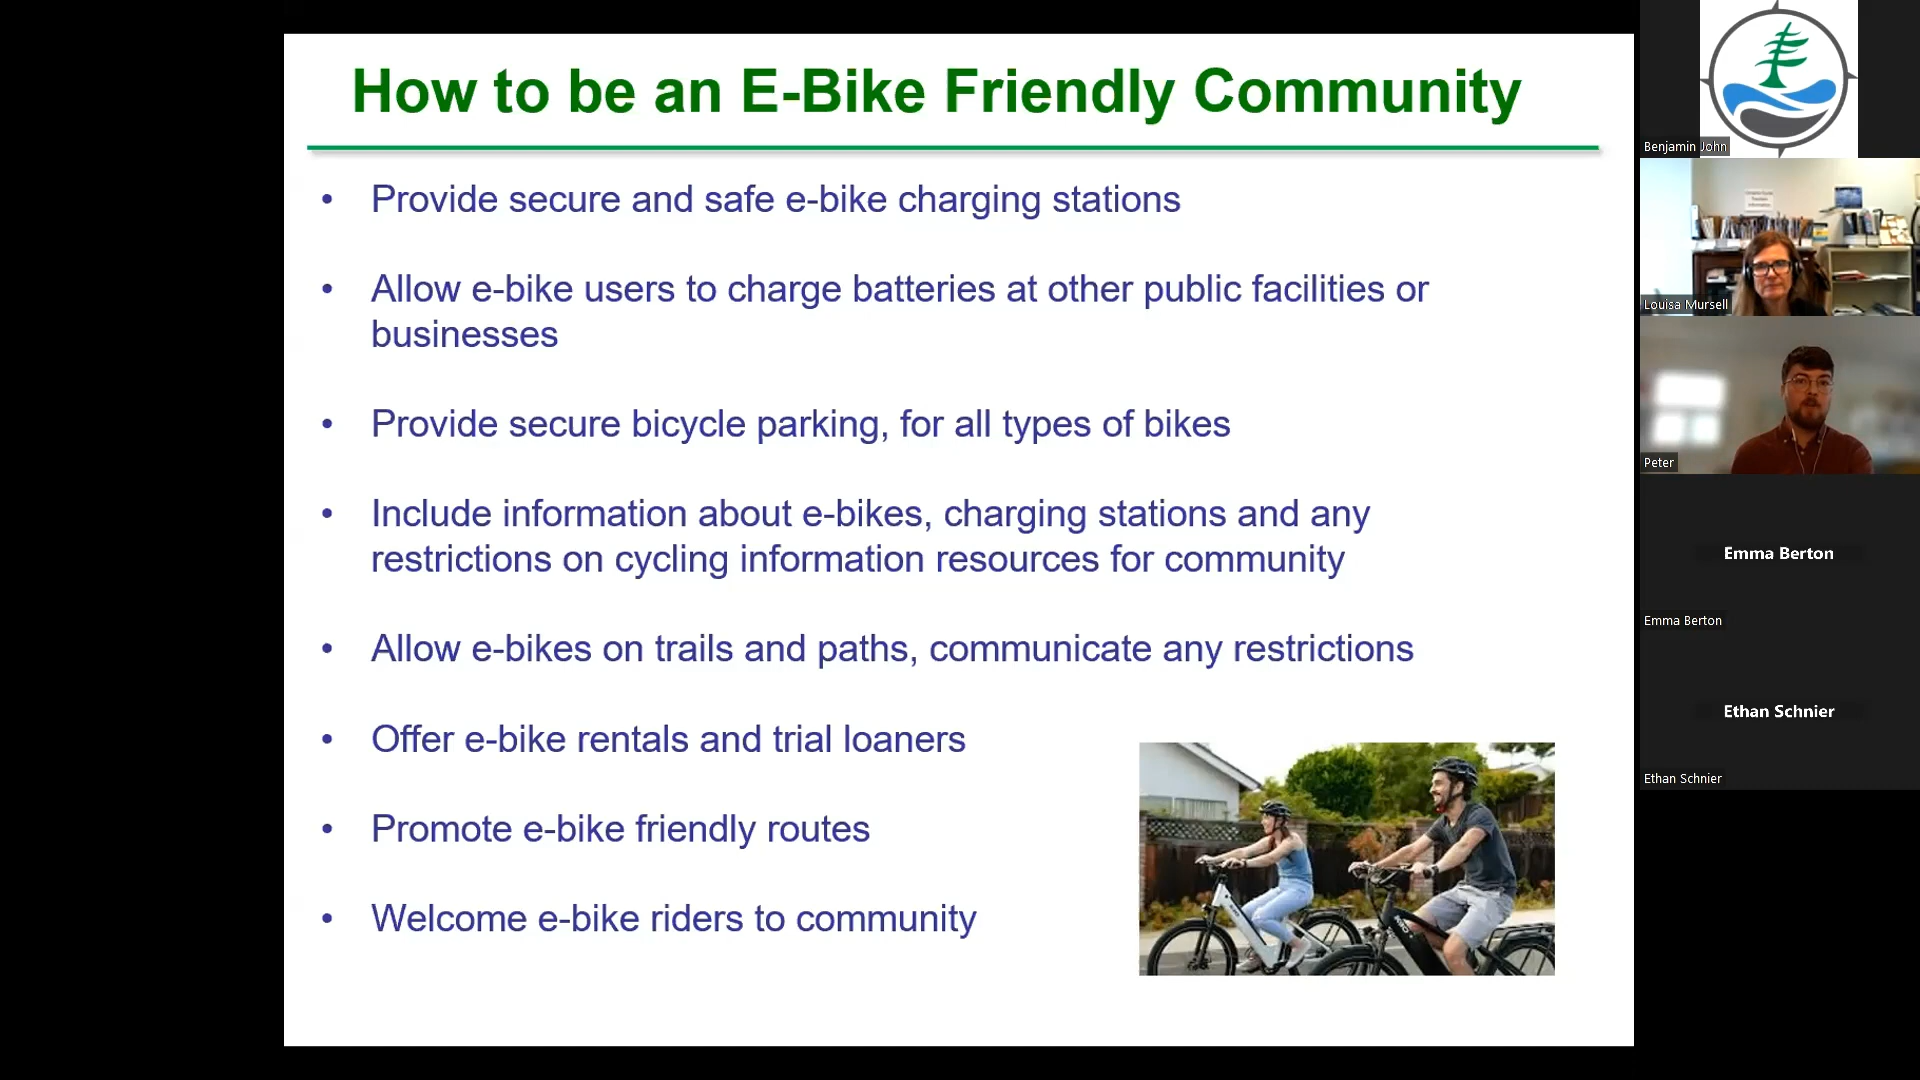 How to be an E-Bike Friendly Community
• Provide secure and safe e-bike charging stations
• Allow e-bike users to charge batteries at other public facilities or
businesses
• Provide secure bicycle parking, for all types of bikes
• Include information about e-bikes, charging stations and any
restrictions on cycling information resources for community
• Allow e-bikes on trails and paths, communicate any restrictions
• Offer e-bike rentals and trial loaners
• Promote e-bike friendly routes
• Welcome e-bike riders to community
Benjamin John
Louisa Mursell
Peter
Emma Berton
Emma Berton
Ethan Schnier
Ethan Schnier